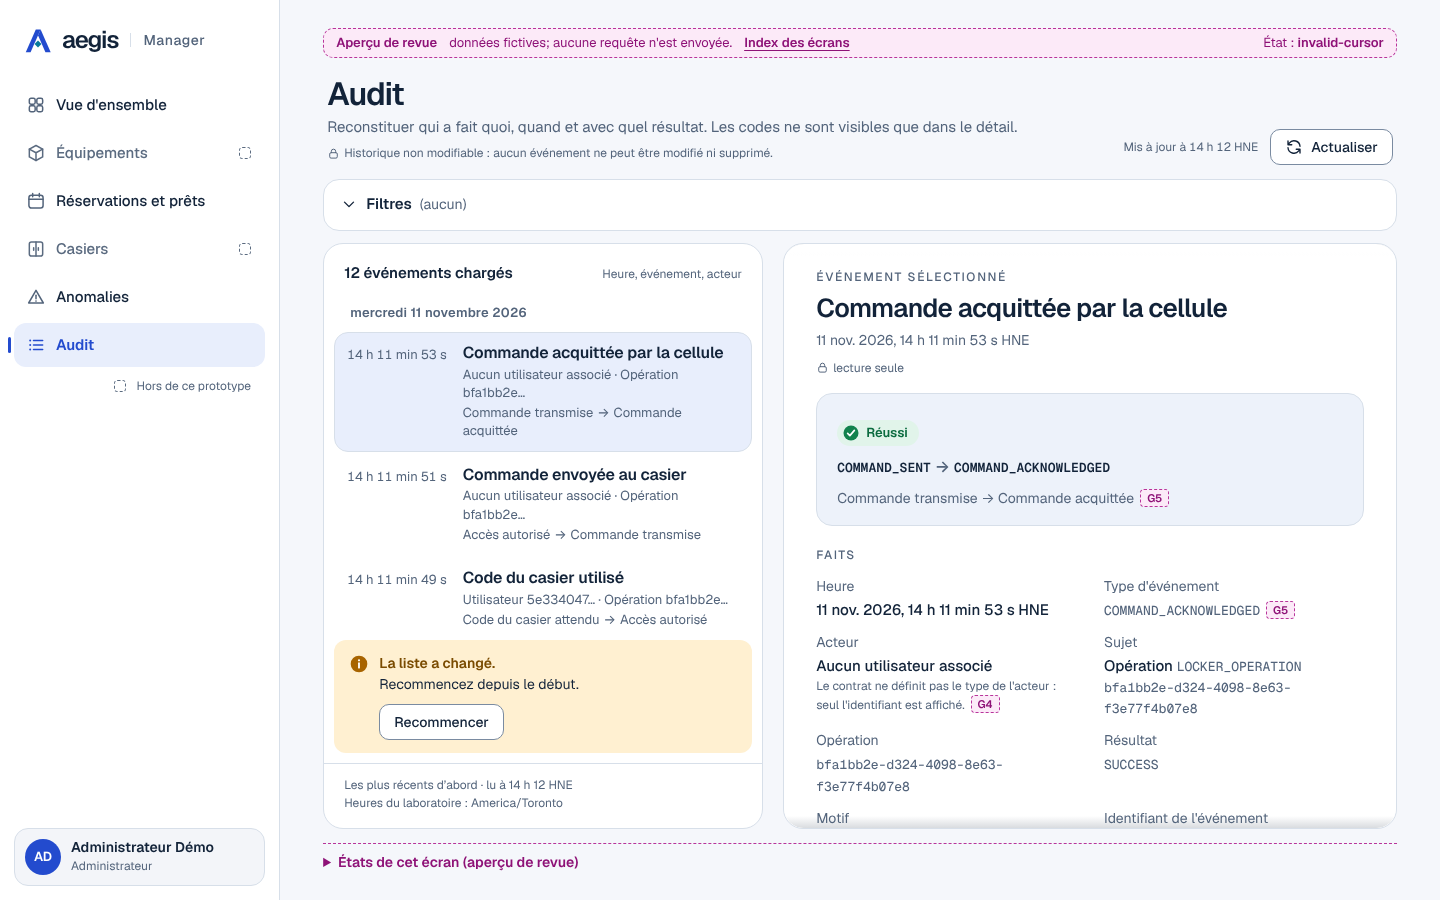 aegis Manager
Vue d'ensemble
Équipements
Réservations et prêts
Casiers
Anomalies
Audit
Hors de ce prototype
AD
Administrateur Démo
Administrateur
Aperçu de revue données fictives; aucune requête n'est envoyée. Index des écrans État : invalid-cursor
Audit
Reconstituer qui a fait quoi, quand et avec quel résultat. Les codes ne sont visibles que dans le détail.
Historique non modifiable : aucun événement ne peut être modifié ni supprimé.
Mis à jour à 14 h 12 HNE
Actualiser
Filtres (aucun)
12 événements chargés Heure, événement, acteur
mercredi 11 novembre 2026
14 h 11 min 53 s Commande acquittée par la cellule
Aucun utilisateur associé · Opération
bfa1bb2e…
Commande transmise → Commande
acquittée
14 h 11 min 51 s Commande envoyée au casier
Aucun utilisateur associé · Opération
bfa1bb2e…
Accès autorisé → Commande transmise
14 h 11 min 49 s Code du casier utilisé
Utilisateur 5e334047… · Opération bfa1bb2e…
Code du casier attendu → Accès autorisé
La liste a changé.
Recommencez depuis le début.
Recommencer
Les plus récents d'abord · lu à 14 h 12 HNE
Heures du laboratoire : America/Toronto
ÉVÉNEMENT SÉLECTIONNÉ
Commande acquittée par la cellule
11 nov. 2026, 14 h 11 min 53 s HNE
lecture seule
Réussi
COMMAND_SENT → COMMAND_ACKNOWLEDGED
Commande transmise → Commande acquittée G5
FAITS
Heure
11 nov. 2026, 14 h 11 min 53 s HNE
Type d'événement
COMMAND_ACKNOWLEDGED G5
Acteur
Aucun utilisateur associé
Le contrat ne définit pas le type de l'acteur :
seul l'identifiant est affiché. G4
Sujet
Opération LOCKER_OPERATION
bfa1bb2e-d324-4098-8e63-
f3e77f4b07e8
Opération
bfa1bb2e-d324-4098-8e63-
f3e77f4b07e8
Résultat
SUCCESS
Motif
Identifiant de l'événement
États de cet écran (aperçu de revue)